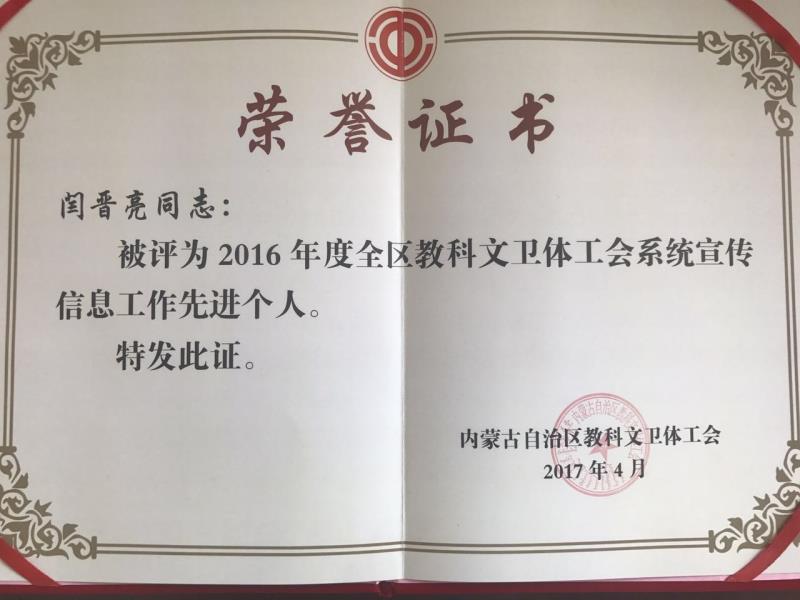 荣誉证书
闫晋亮同志：
被评为2016年度全区教科文卫体工会系统宣传
信息工作先进个人。
特发此证。
内蒙古自治区教科文卫体工会
2017年4月